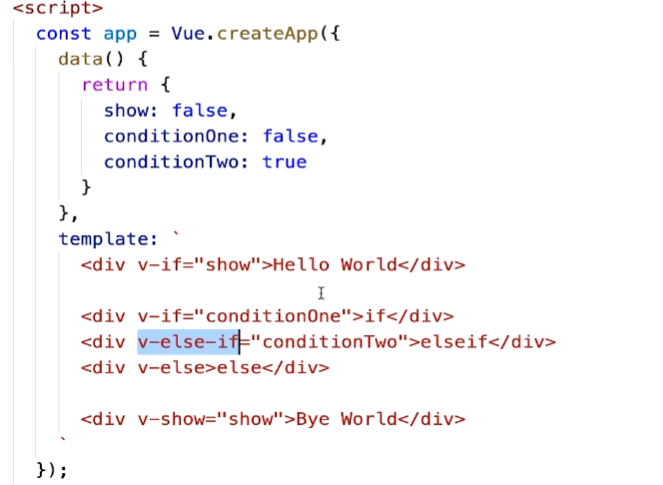 <script>
const app = Vue.createApp({
data() {
return {
show: false,
conditionOne: false,
conditionTwo: true
}
},
template: `
<div v-if="show">Hello World</div>
<div v-if="conditionOne">if</div>
<div v-else-if="conditionTwo">elseif</div>
<div v-else>else</div>
<div v-show="show">Bye World</div>
`
});